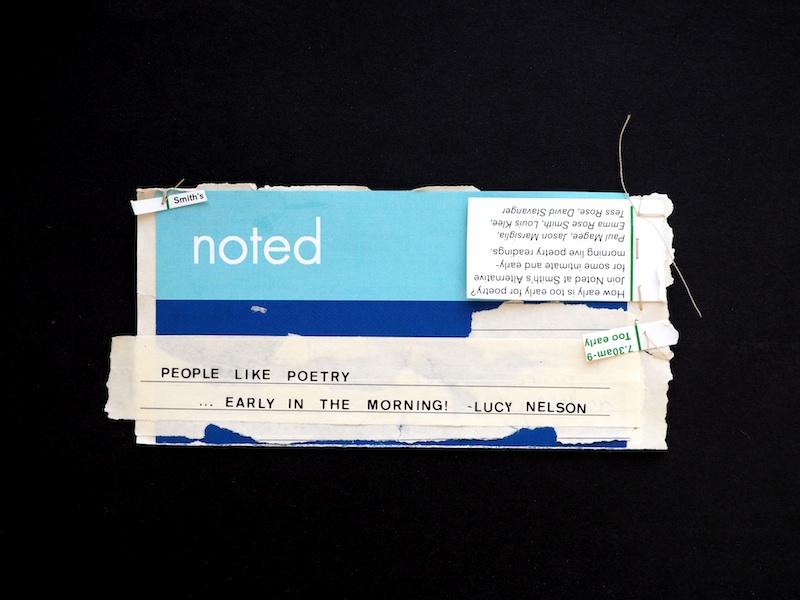 Smith's
noted
How early is too early for poetry?
Join Noted at Smith's Alternative
for some intimate and early-
morning live poetry readings.
Paul Magee, Jason Marsiglia,
Emma Rose Smith, Louis Klee,
Tess Rose, David Stavanger
7.30am-9
Too early
PEOPLE LIKE POETRY
... EARLY IN THE MORNING! -LUCY NELSON